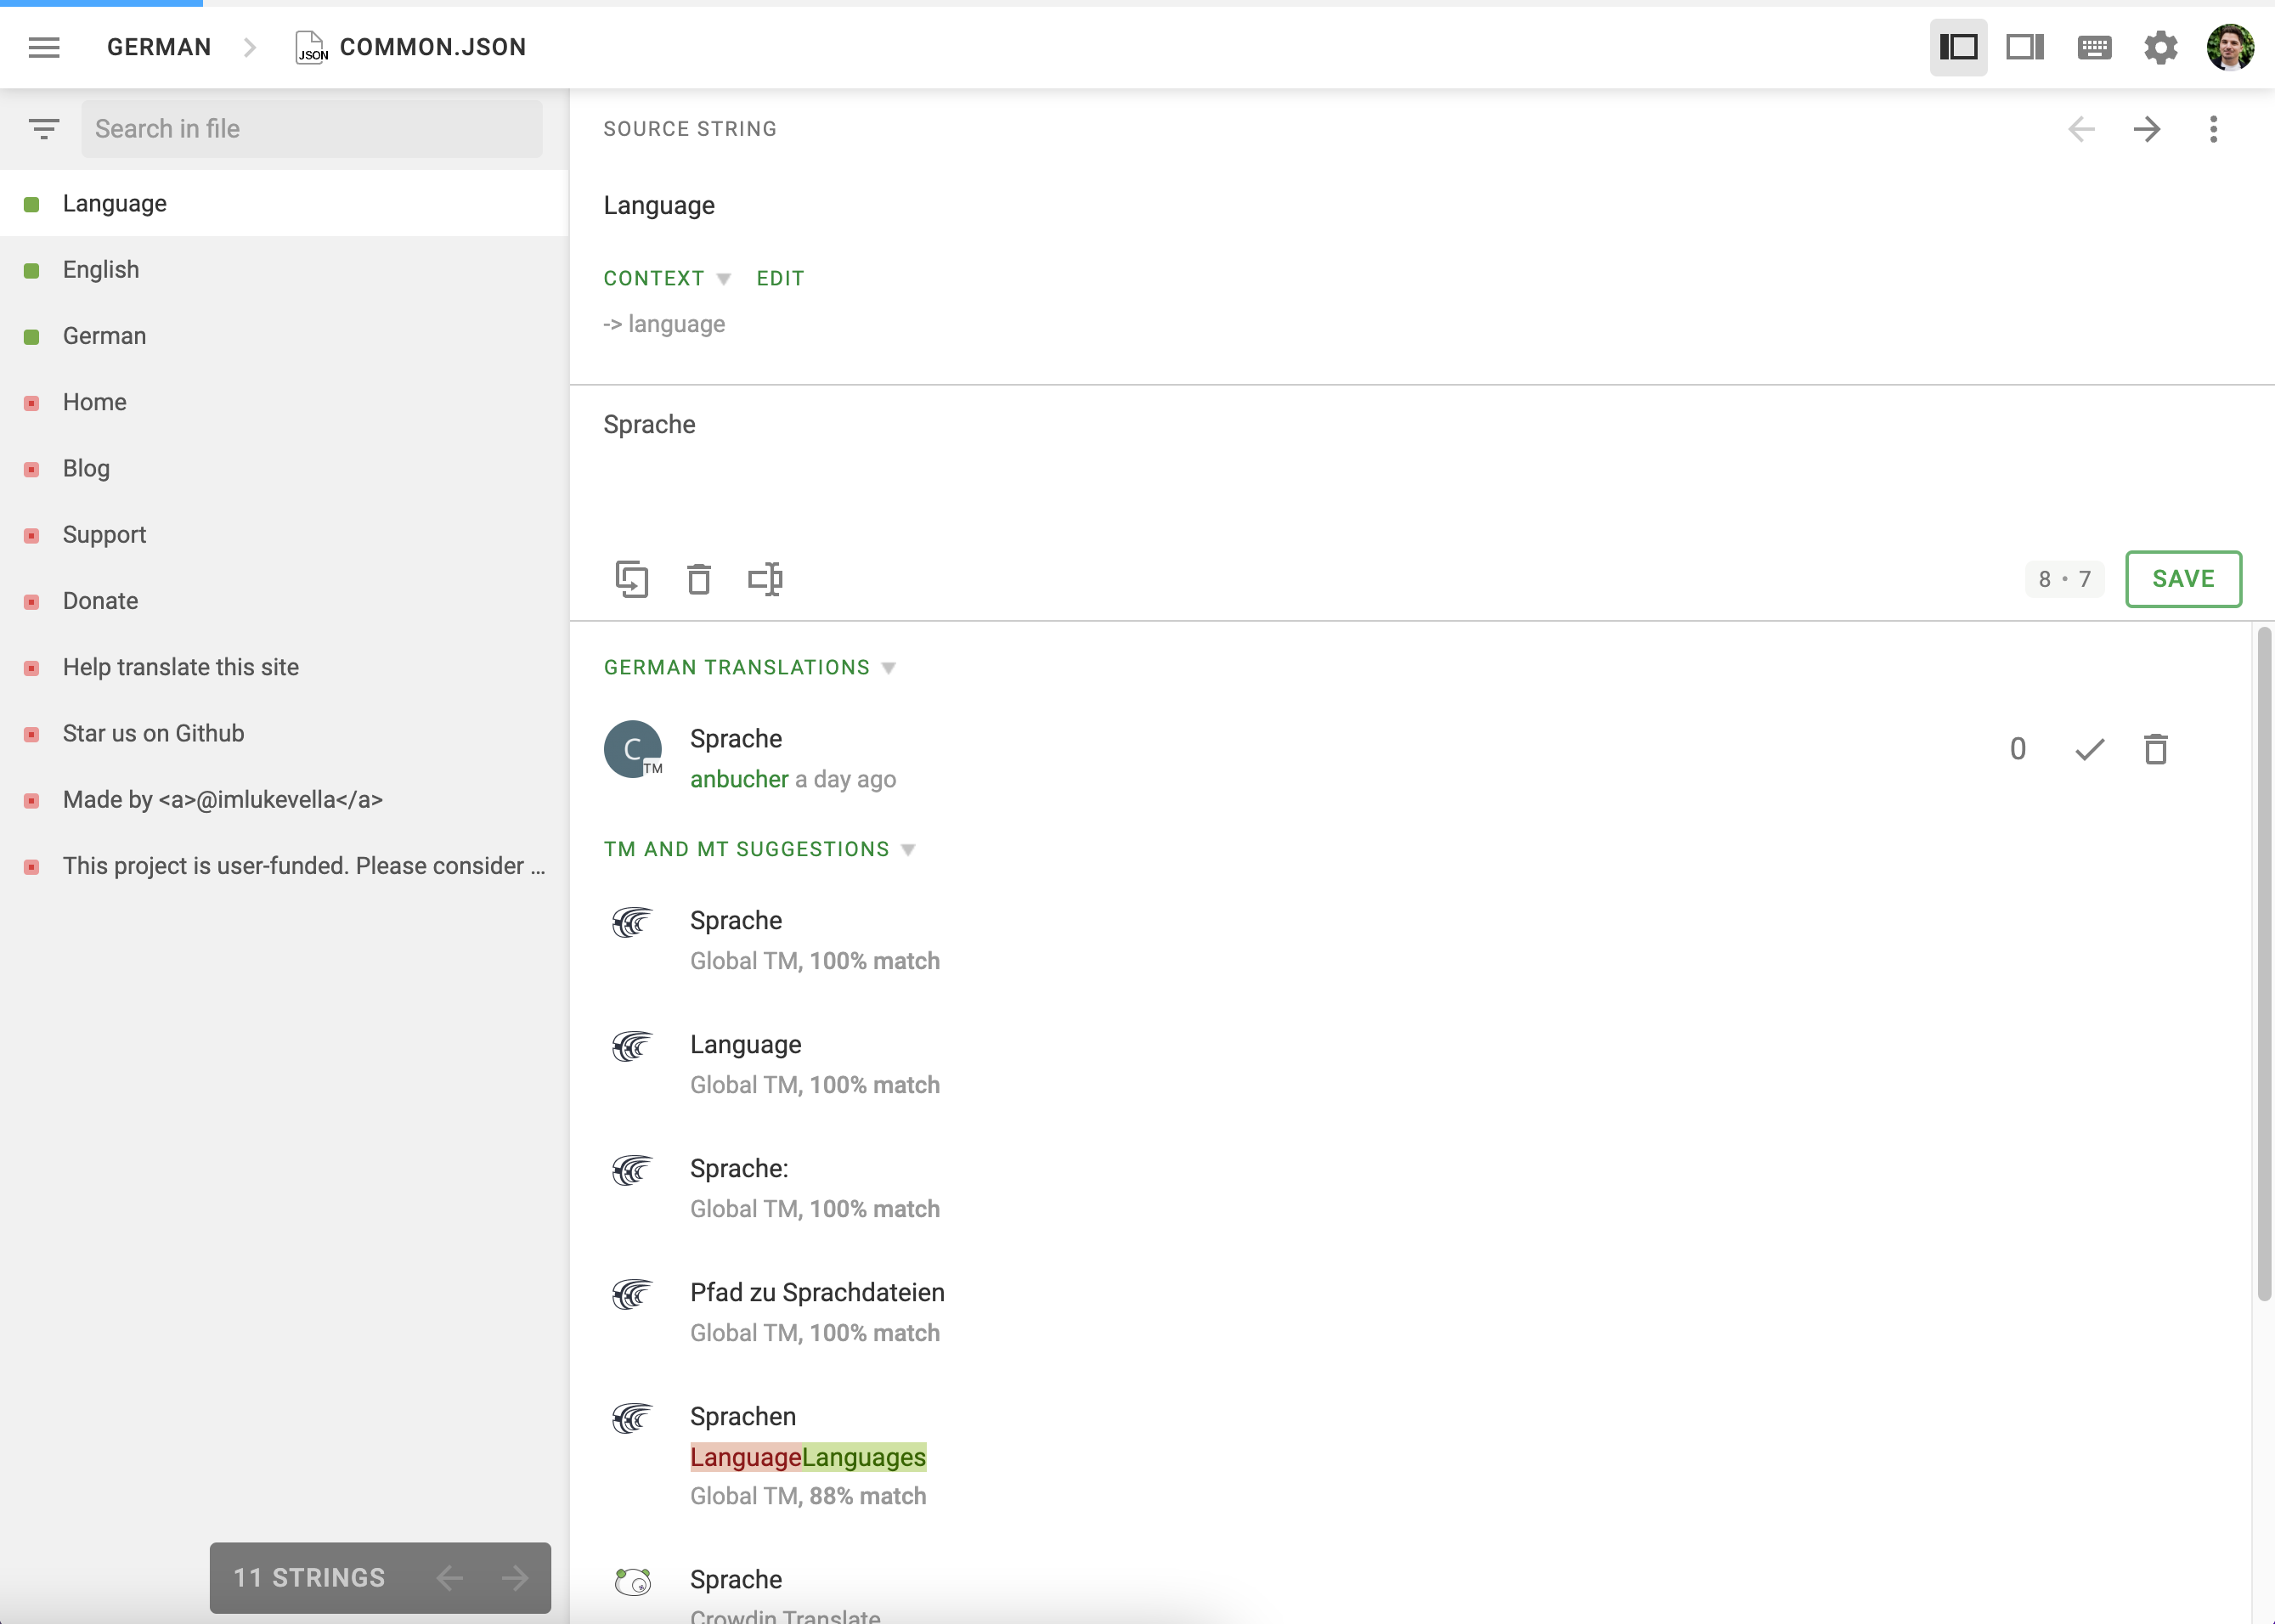 GERMAN
JSON
COMMON.JSON
Search in file
Language
English
German
Home
Blog
Support
Donate
Help translate this site
Star us on Github
Made by <a>@imlukevella</a>
This project is user-funded. Please consider ...
11 STRINGS
SOURCE STRING
Language
CONTEXT EDIT
-> language
Sprache
8 • 7 SAVE
GERMAN TRANSLATIONS
C TM
Sprache
anbucher a day ago
0
TM AND MT SUGGESTIONS
Sprache
Global TM, 100% match
Language
Global TM, 100% match
Sprache:
Global TM, 100% match
Pfad zu Sprachdateien
Global TM, 100% match
Sprachen
LanguageLanguages
Global TM, 88% match
Sprache
Crowdin Translate